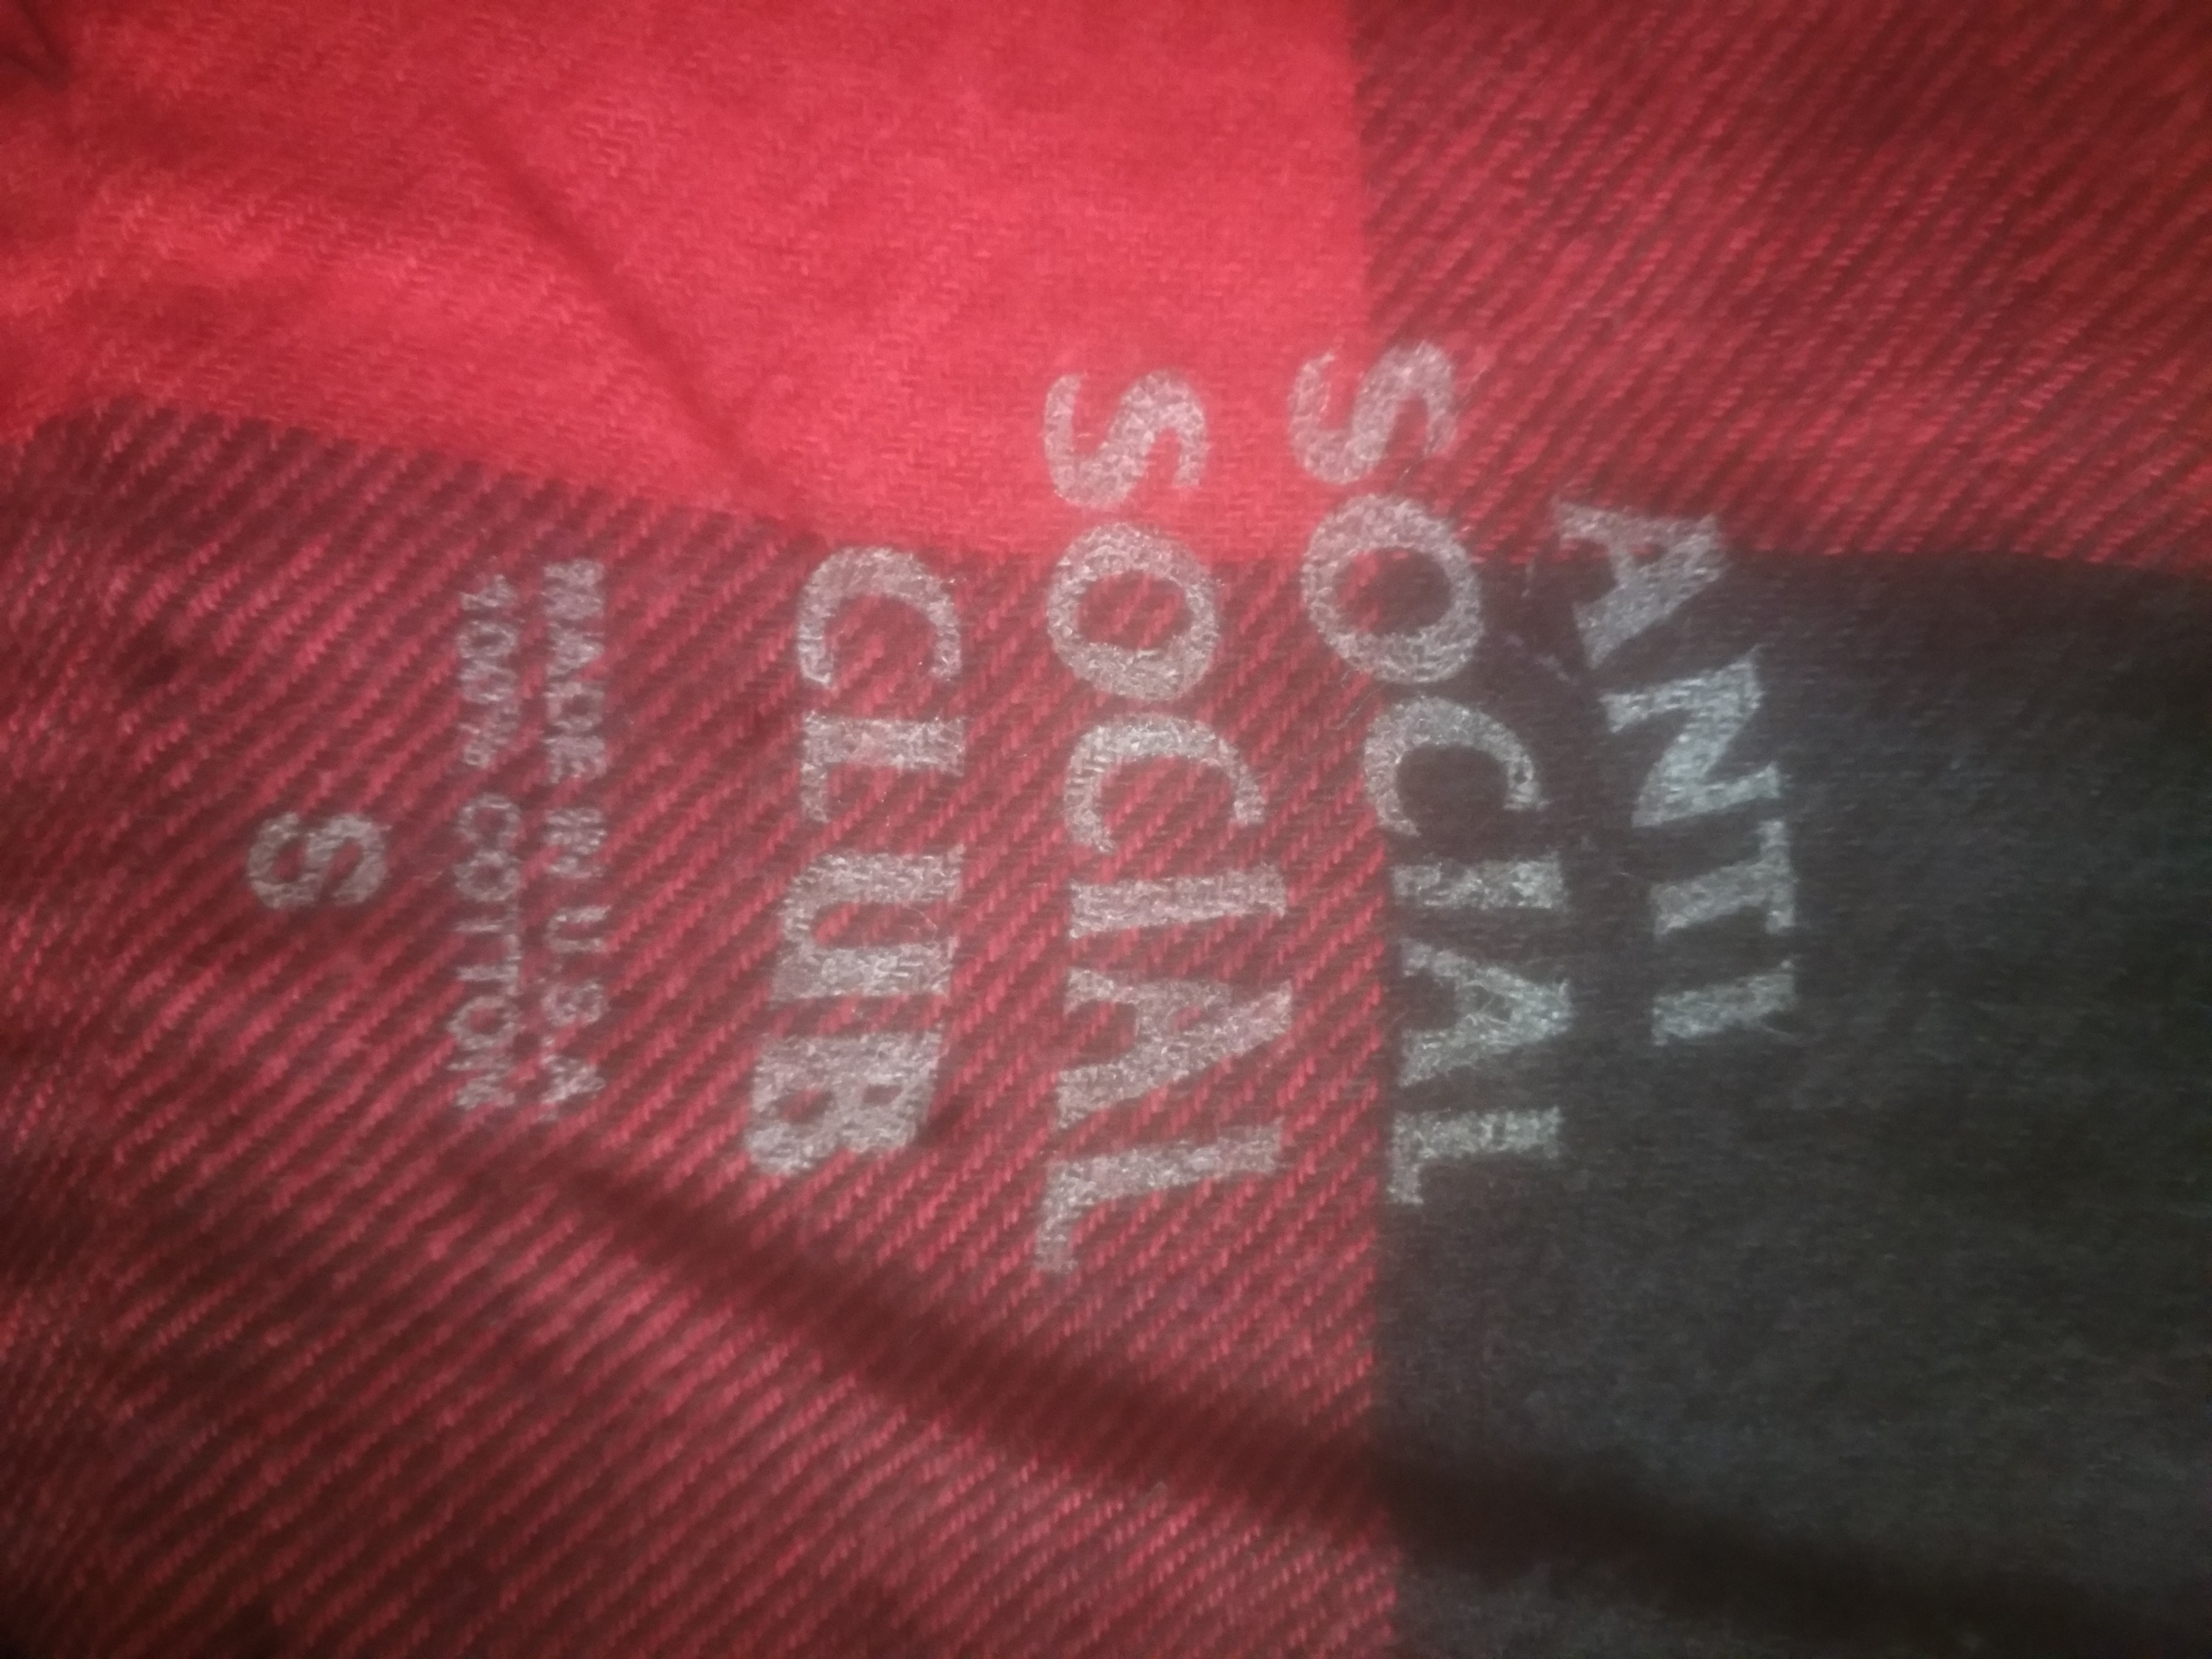 ANTI
SOCIAL
SOCIAL
CLUB
MADE IN U.S.A
100% COTTON
S